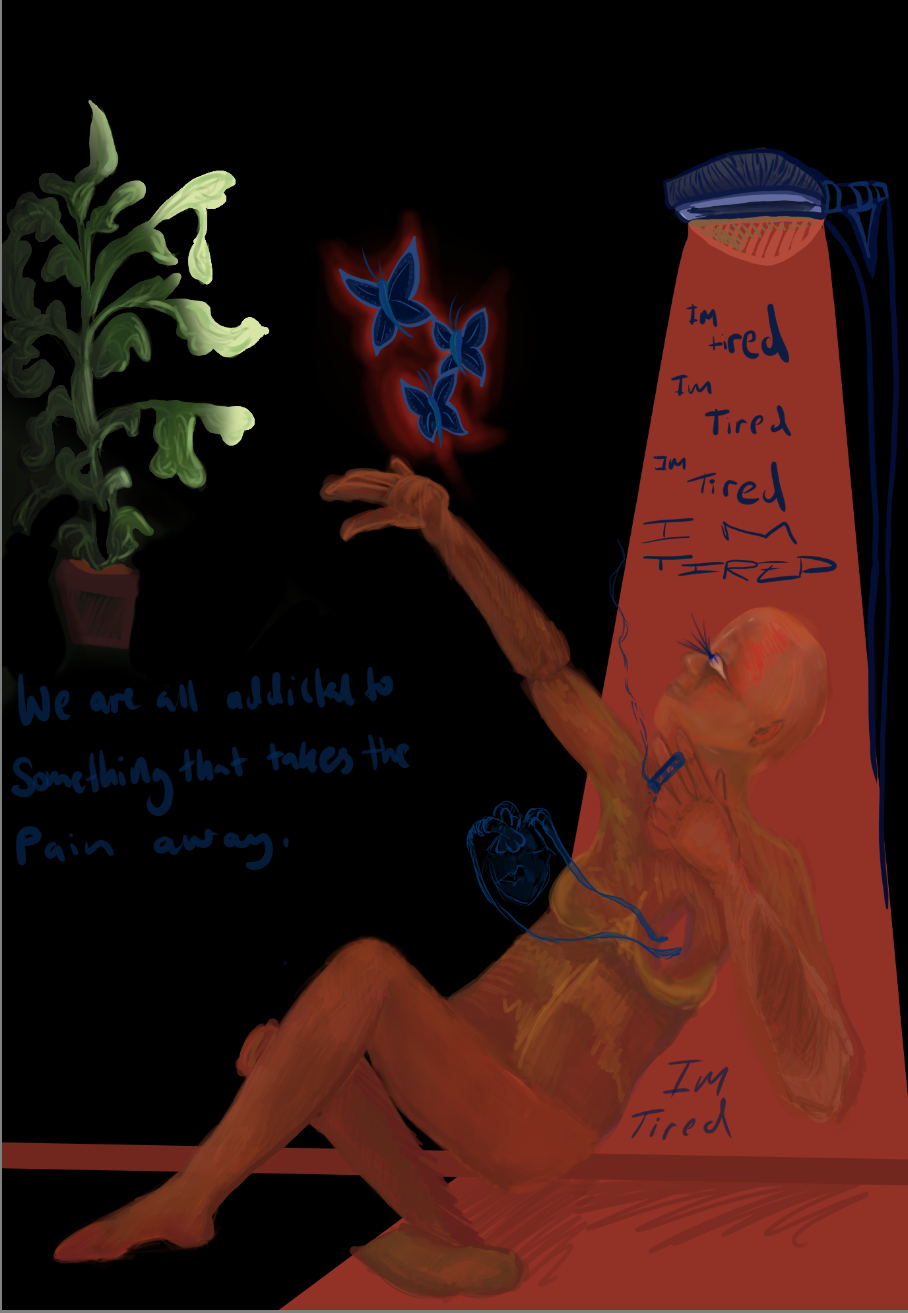 Im
tired
Im
Tired
Im
Tired
IM
TIRED
We are all addicted to
Something that takes the
Pain away.
Im
Tired